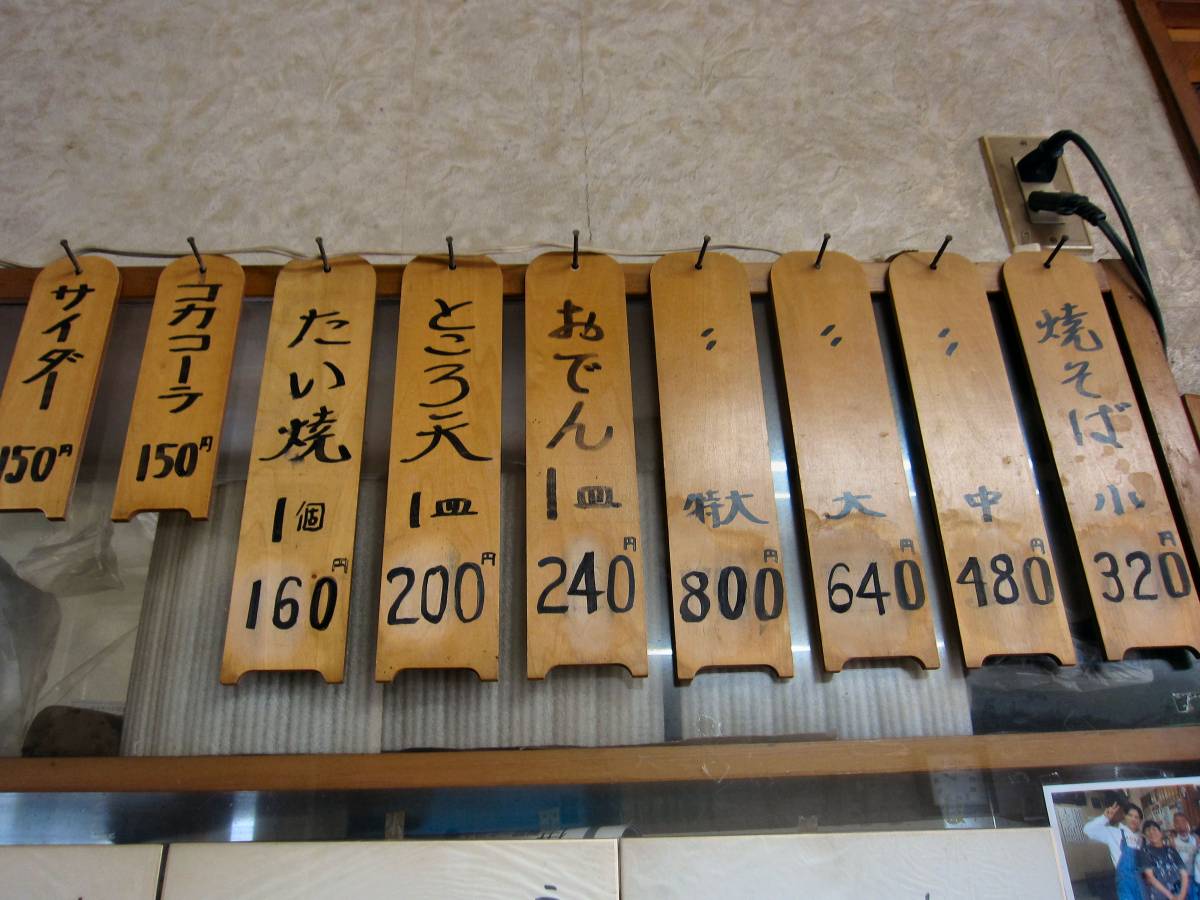 焼そば
小
320円
〃
中
480円
〃
大
640円
〃
特大
800円
おでん
1皿
240円
ところ天
1皿
200円
たい焼
1個
160円
コカコーラ
150円
サイダー
150円